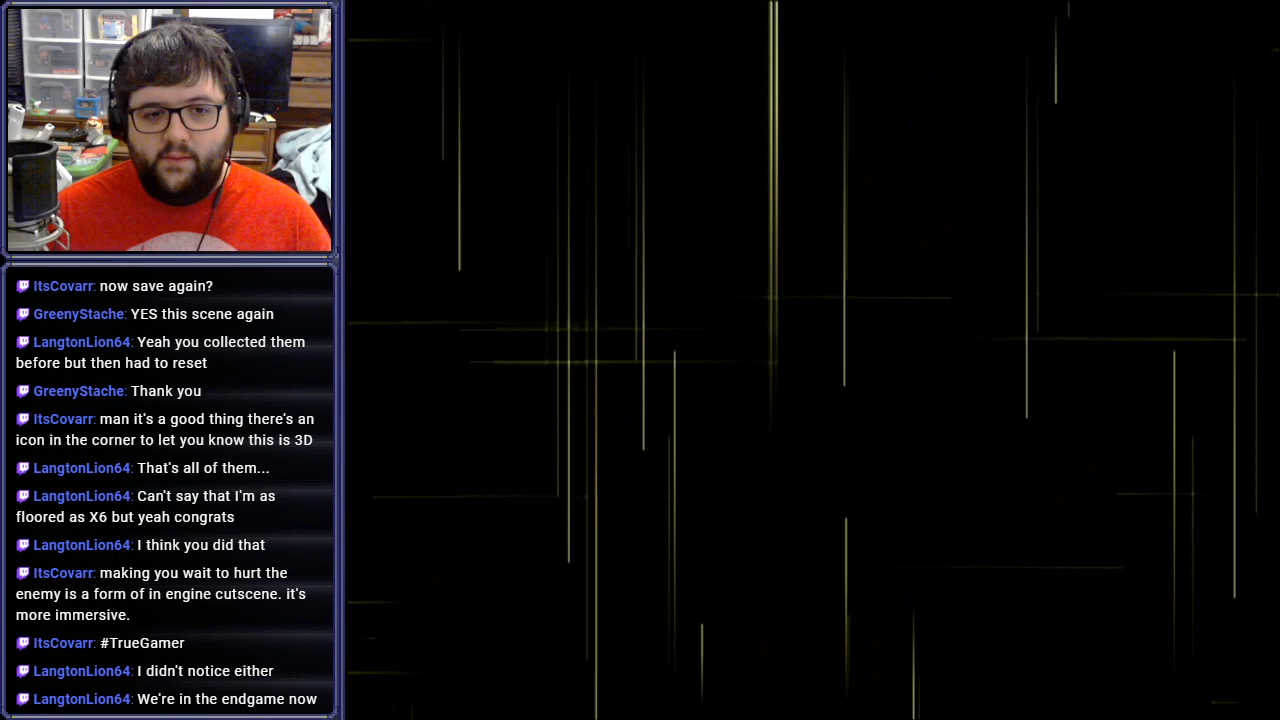 ItsCovarr: now save again?
GreenyStache: YES this scene again
LangtonLion64: Yeah you collected them
before but then had to reset
GreenyStache: Thank you
ItsCovarr: man it's a good thing there's an
icon in the corner to let you know this is 3D
LangtonLion64: That's all of them...
LangtonLion64: Can't say that I'm as
floored as X6 but yeah congrats
LangtonLion64: I think you did that
ItsCovarr: making you wait to hurt the
enemy is a form of in engine cutscene. it's
more immersive.
ItsCovarr: #TrueGamer
LangtonLion64: I didn't notice either
LangtonLion64: We're in the endgame now